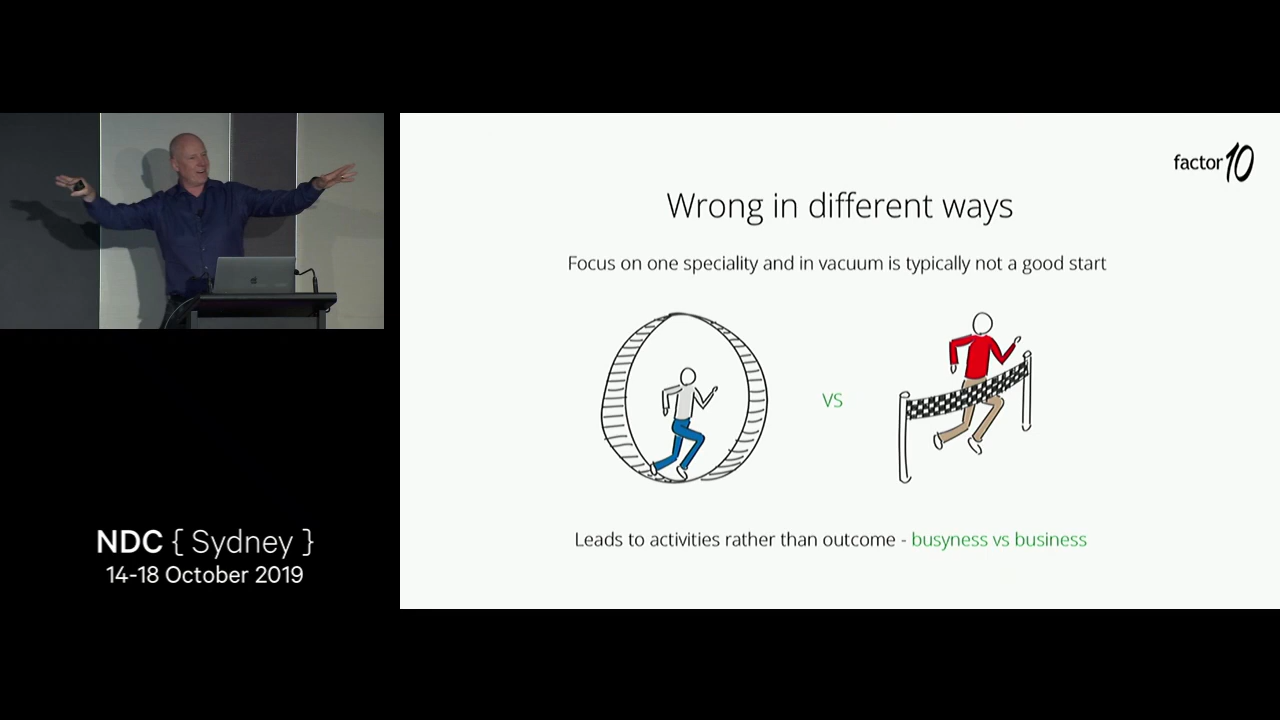 factor10
Wrong in different ways
Focus on one speciality and in vacuum is typically not a good start
VS
Leads to activities rather than outcome - busyness vs business
NDC { Sydney }
14-18 October 2019